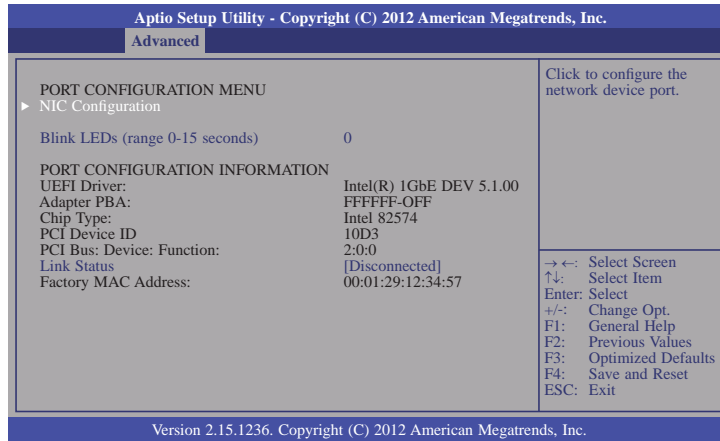 Aptio Setup Utility - Copyright (C) 2012 American Megatrends, Inc.
Advanced
PORT CONFIGURATION MENU
▶ NIC Configuration
Blink LEDs (range 0-15 seconds) 0
PORT CONFIGURATION INFORMATION
UEFI Driver: Intel(R) 1GbE DEV 5.1.00
Adapter PBA: FFFFFF-OFF
Chip Type: Intel 82574
PCI Device ID 10D3
PCI Bus: Device: Function: 2:0:0
Link Status [Disconnected]
Factory MAC Address: 00:01:29:12:34:57
Click to configure the
network device port.
→ ←: Select Screen
↑↓: Select Item
Enter: Select
+/-: Change Opt.
F1: General Help
F2: Previous Values
F3: Optimized Defaults
F4: Save and Reset
ESC: Exit
Version 2.15.1236. Copyright (C) 2012 American Megatrends, Inc.